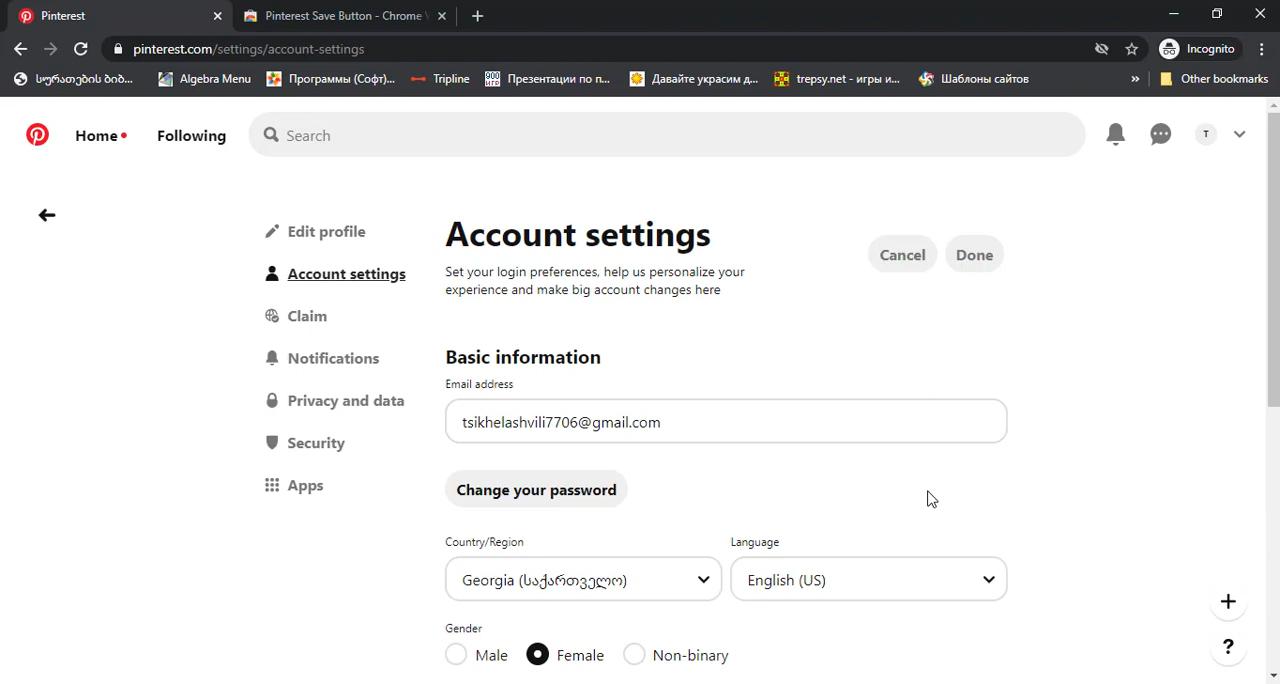 Pinterest
Pinterest Save Button - Chrome
pinterest.com/settings/account-settings
Incognito
სურათების ბობ...
Algebra Menu
Программы (Софт)...
Tripline
Презентации по п...
Давайте украсим д...
trepsy.net - игры и...
Шаблоны сайтов
»
Other bookmarks
Home
Following
Search
T
Edit profile
Account settings
Claim
Notifications
Privacy and data
Security
Apps
Account settings
Set your login preferences, help us personalize your
experience and make big account changes here
Cancel
Done
Basic information
Email address
tsikhelashvili7706@gmail.com
Change your password
Country/Region
Language
Georgia (საქართველო)
English (US)
Gender
Male
Female
Non-binary
+
?